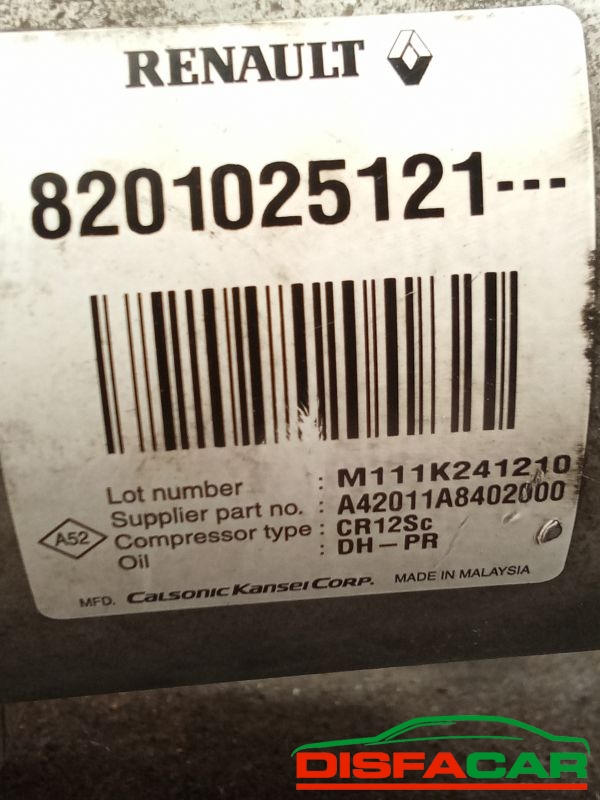 RENAULT
8201025121---
Lot number : M111K241210
Supplier part no. : A42011A8402000
A52 Compressor type : CR12Sc
Oil : DH-PR
MFD. CALSONIC KANSEI CORP. MADE IN MALAYSIA
DISFACAR